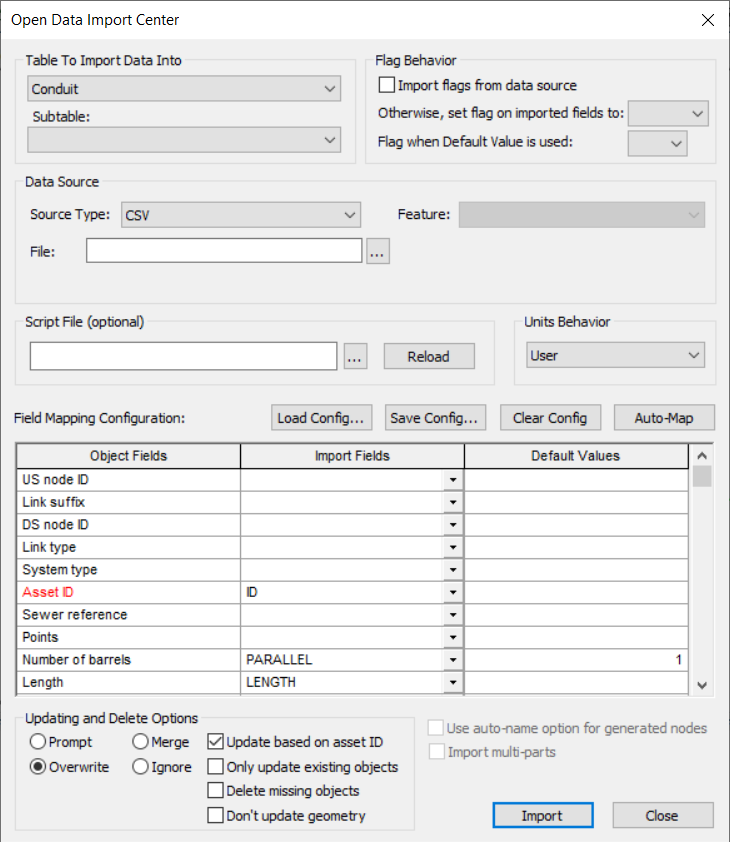 Open Data Import Center
Table To Import Data Into
Conduit
Subtable:
Flag Behavior
Import flags from data source
Otherwise, set flag on imported fields to:
Flag when Default Value is used:
Data Source
Source Type: CSV
Feature:
File: ...
Script File (optional)
... Reload
Units Behavior
User
Field Mapping Configuration: Load Config... Save Config... Clear Config Auto-Map
Object Fields Import Fields Default Values
US node ID
Link suffix
DS node ID
Link type
System type
Asset ID ID
Sewer reference
Points
Number of barrels PARALLEL 1
Length LENGTH
Updating and Delete Options
Prompt Merge Update based on asset ID
Overwrite Ignore Only update existing objects
Delete missing objects
Don't update geometry
Use auto-name option for generated nodes
Import multi-parts
Import Close